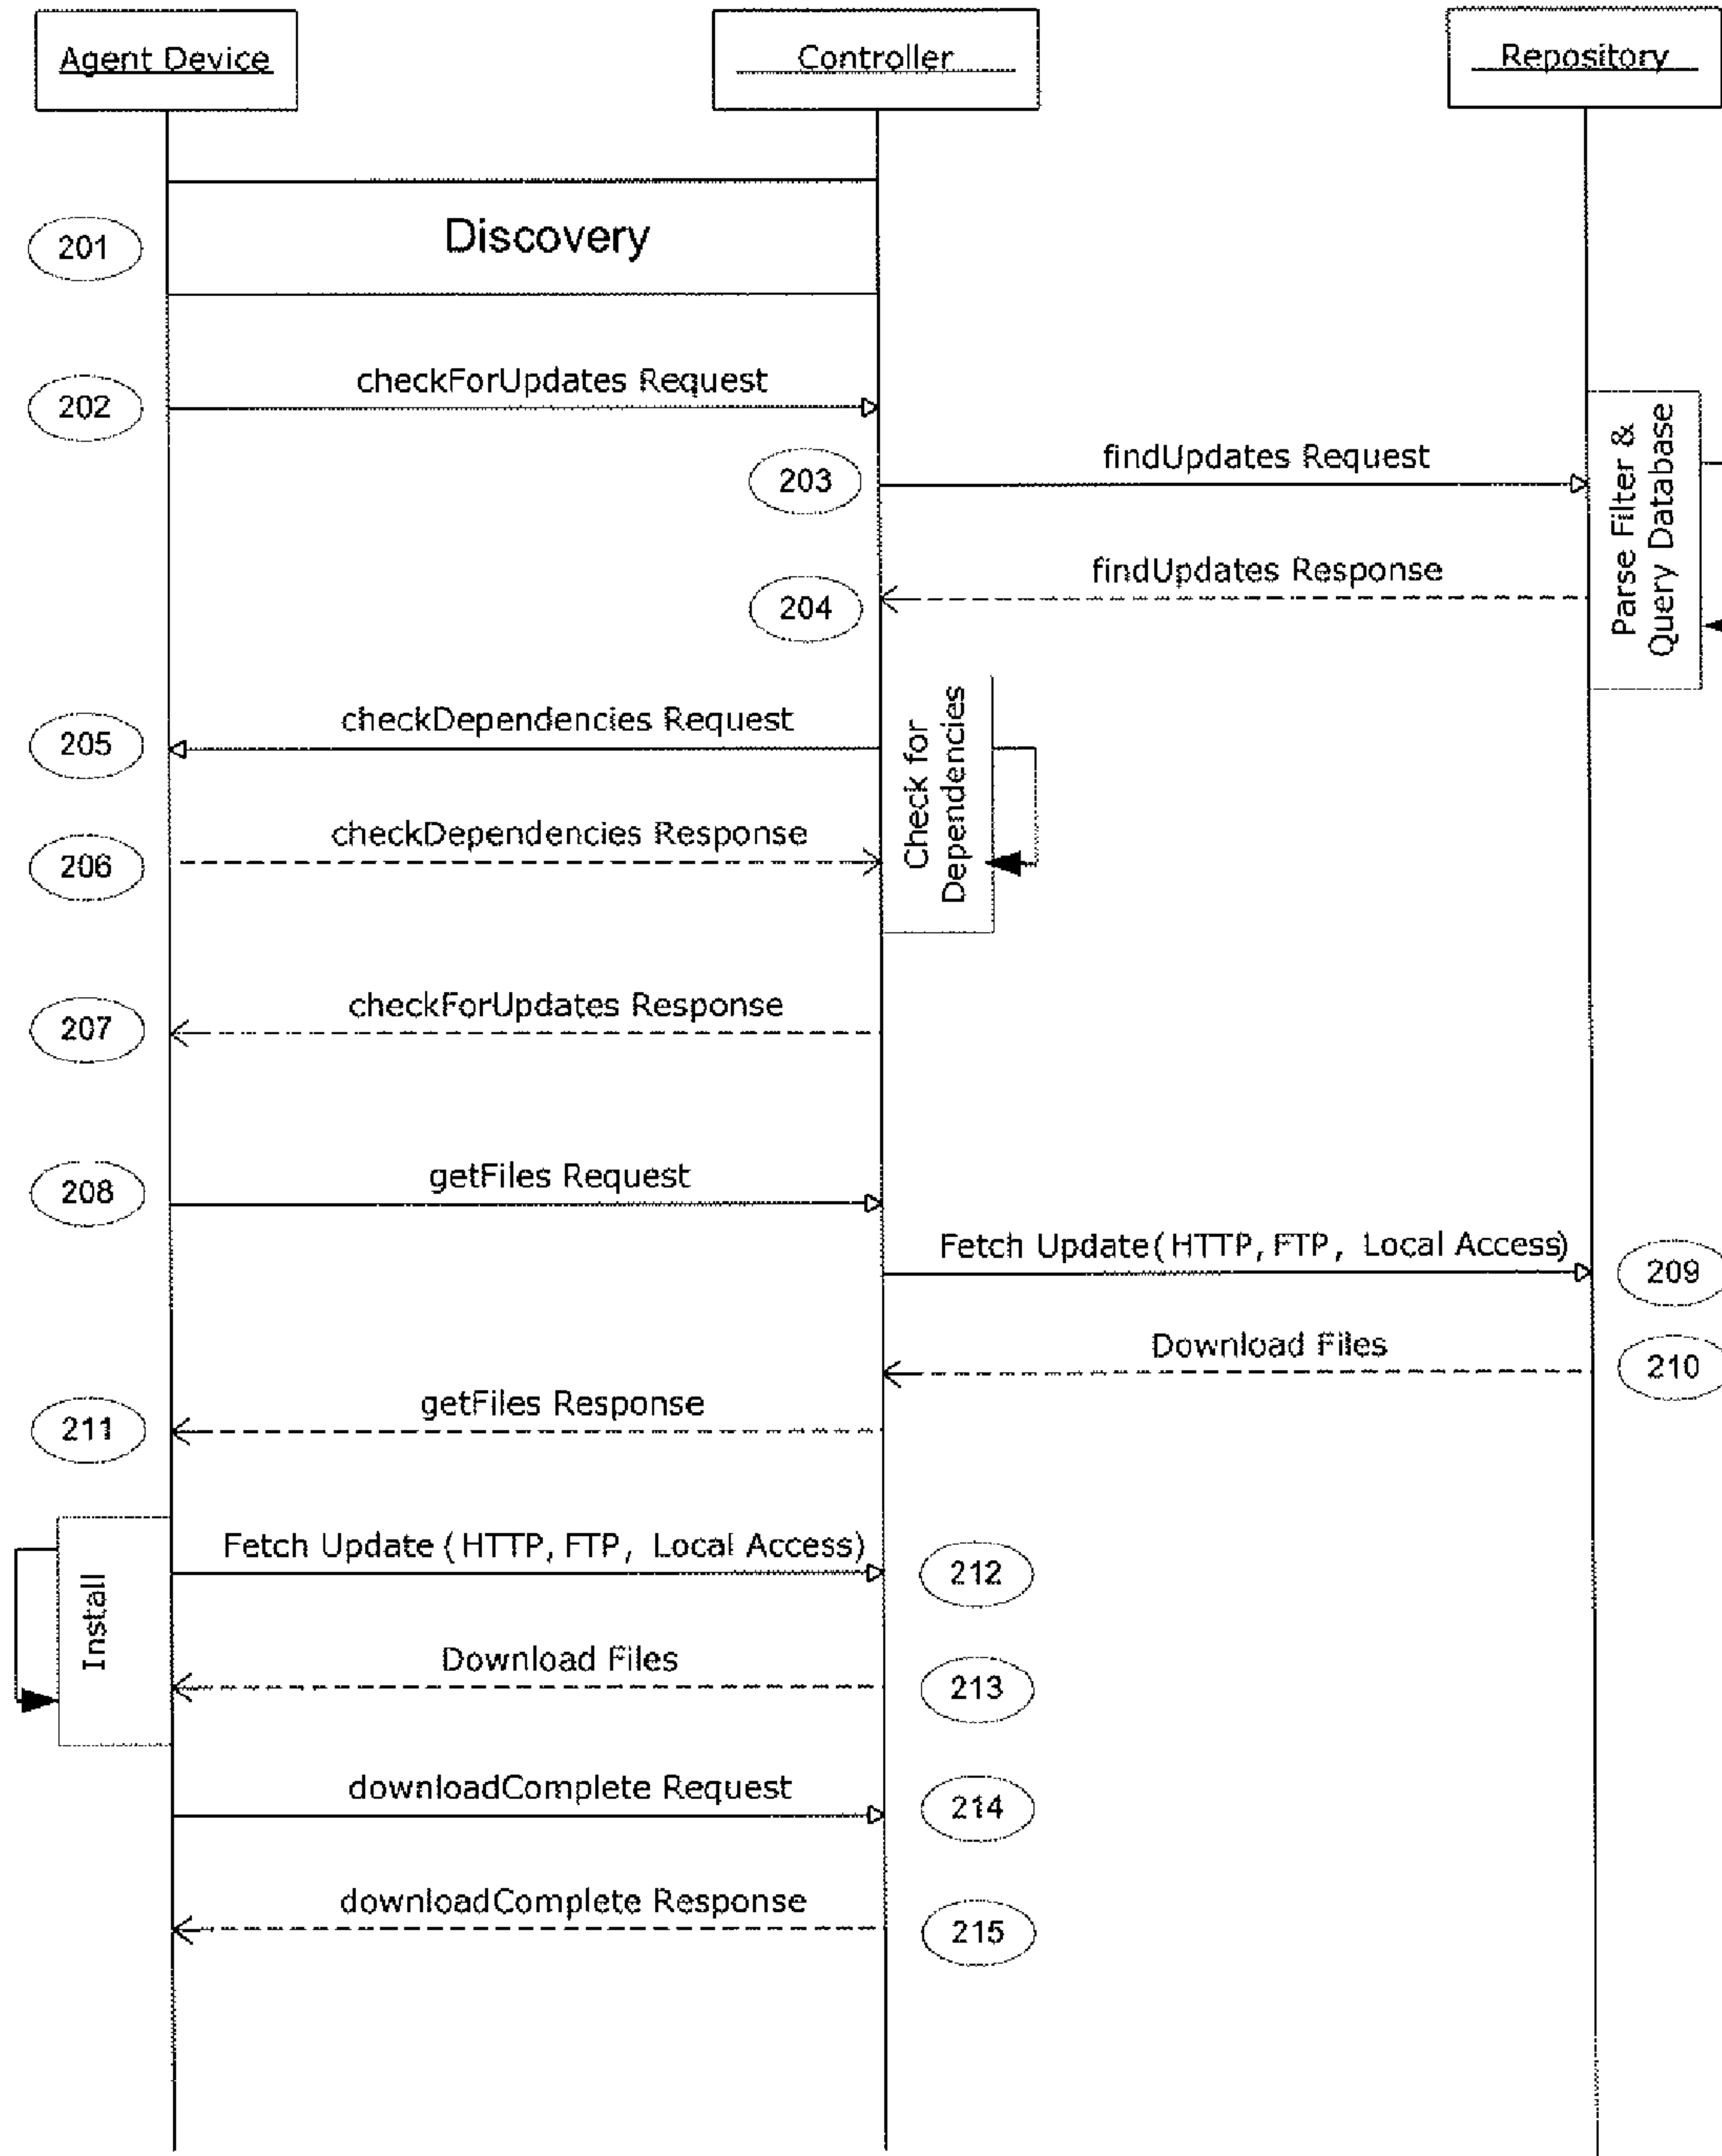 Agent Device
Controller
Repository
201
Discovery
checkForUpdates Request
202
findUpdates Request
203
Parse Filter &
Query Database
findUpdates Response
204
checkDependencies Request
205
Check for
Dependencies
checkDependencies Response
206
checkForUpdates Response
207
getFiles Request
208
Fetch Update(HTTP, FTP, Local Access)
209
Download Files
210
getFiles Response
211
Fetch Update (HTTP, FTP, Local Access)
212
Install
Download Files
213
downloadComplete Request
214
downloadComplete Response
215